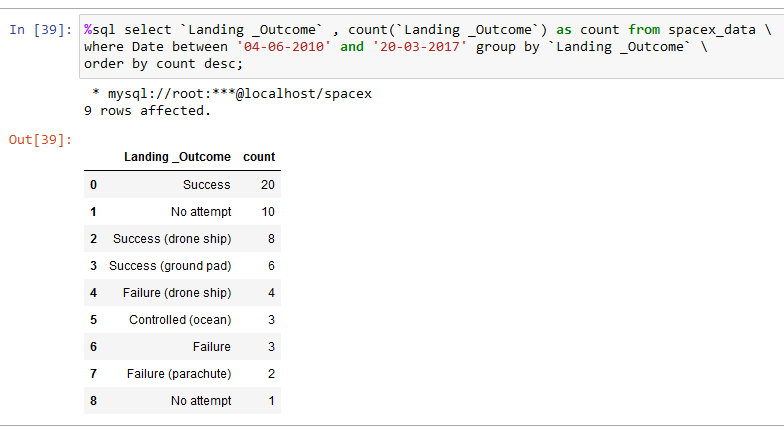 In [39]: %sql select `Landing _Outcome` , count(`Landing _Outcome`) as count from spacex_data \
where Date between '04-06-2010' and '20-03-2017' group by `Landing _Outcome` \
order by count desc;
* mysql://root:***@localhost/spacex
9 rows affected.
Out[39]:
Landing _Outcome count
0 Success 20
1 No attempt 10
2 Success (drone ship) 8
3 Success (ground pad) 6
4 Failure (drone ship) 4
5 Controlled (ocean) 3
6 Failure 3
7 Failure (parachute) 2
8 No attempt 1